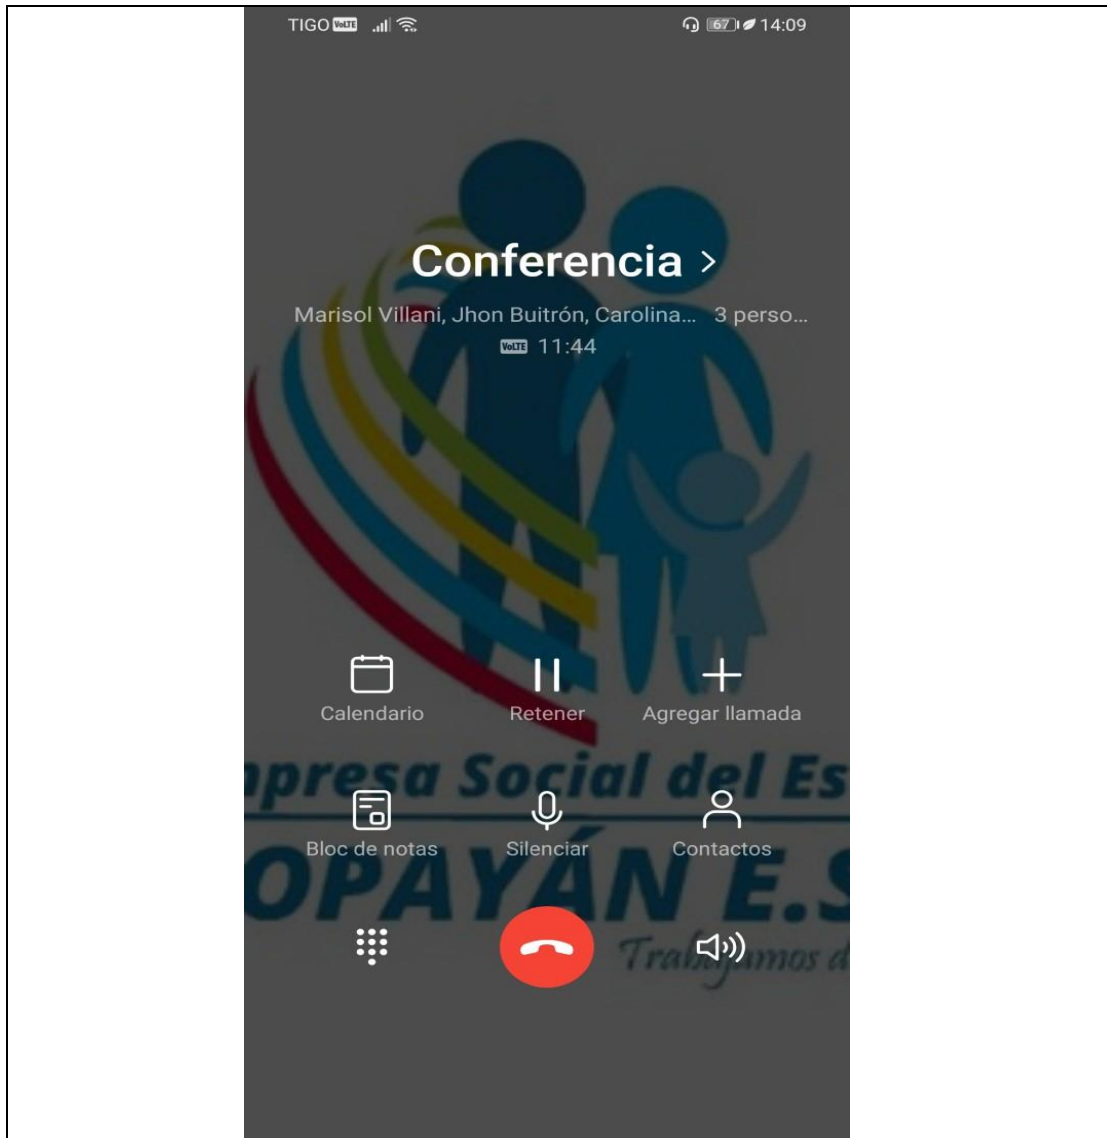 TIGO VoLTE 67 14:09
Conferencia >
Marisol Villani, Jhon Buitrón, Carolina... 3 perso...
VoLTE 11:44
Calendario Retener Agregar llamada
mpresa Social del Es
Bloc de notas Silenciar Contactos
OPAYÁN E.S
Trabajamos d